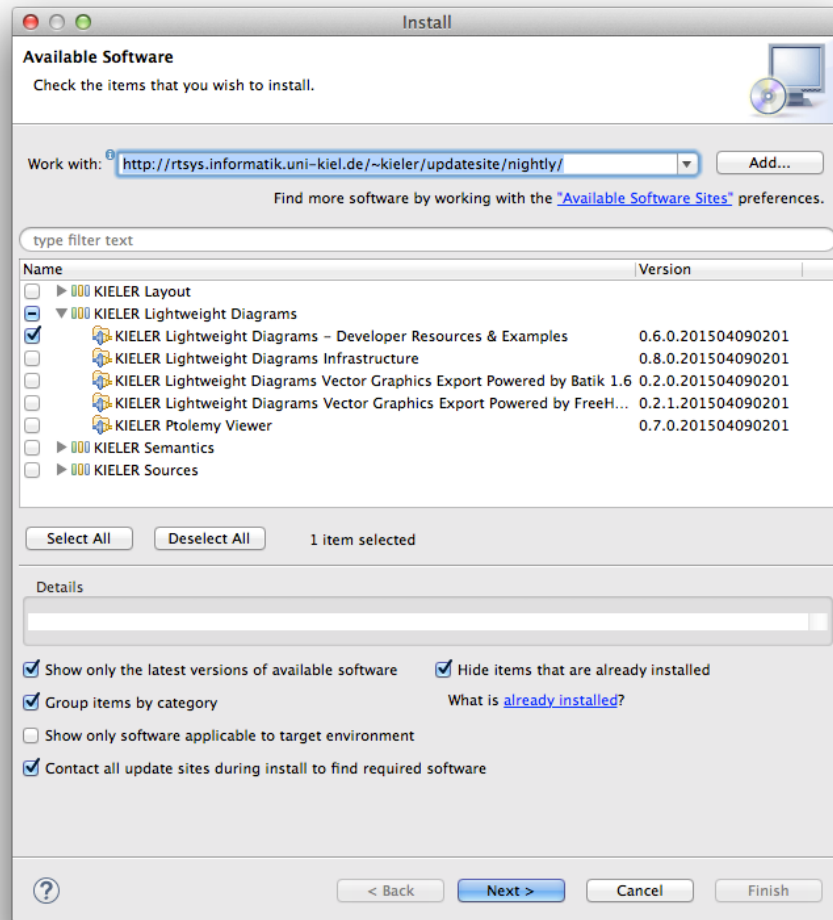 Install
Available Software
Check the items that you wish to install.
Work with: http://rtsys.informatik.uni-kiel.de/~kieler/updatesite/nightly/ Add...
Find more software by working with the "Available Software Sites" preferences.
type filter text
Name Version
KIELER Layout
KIELER Lightweight Diagrams
KIELER Lightweight Diagrams – Developer Resources & Examples 0.6.0.201504090201
KIELER Lightweight Diagrams Infrastructure 0.8.0.201504090201
KIELER Lightweight Diagrams Vector Graphics Export Powered by Batik 1.6 0.2.0.201504090201
KIELER Lightweight Diagrams Vector Graphics Export Powered by FreeH... 0.2.1.201504090201
KIELER Ptolemy Viewer 0.7.0.201504090201
KIELER Semantics
KIELER Sources
Select All Deselect All 1 item selected
Details
Show only the latest versions of available software Hide items that are already installed
Group items by category What is already installed?
Show only software applicable to target environment
Contact all update sites during install to find required software
? < Back Next > Cancel Finish